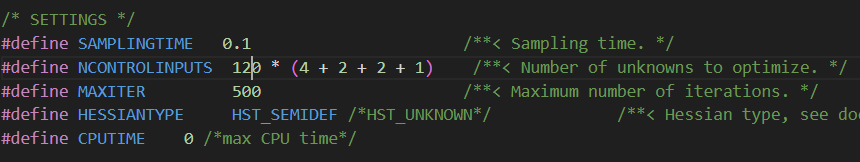 /* SETTINGS */
#define SAMPLINGTIME 0.1 /**< Sampling time. */
#define NCONTROLINPUTS 120 * (4 + 2 + 2 + 1) /**< Number of unknowns to optimize. */
#define MAXITER 500 /**< Maximum number of iterations. */
#define HESSIANTYPE HST_SEMIDEF /*HST_UNKNOWN*/ /**< Hessian type, see doc
#define CPUTIME 0 /*max CPU time*/